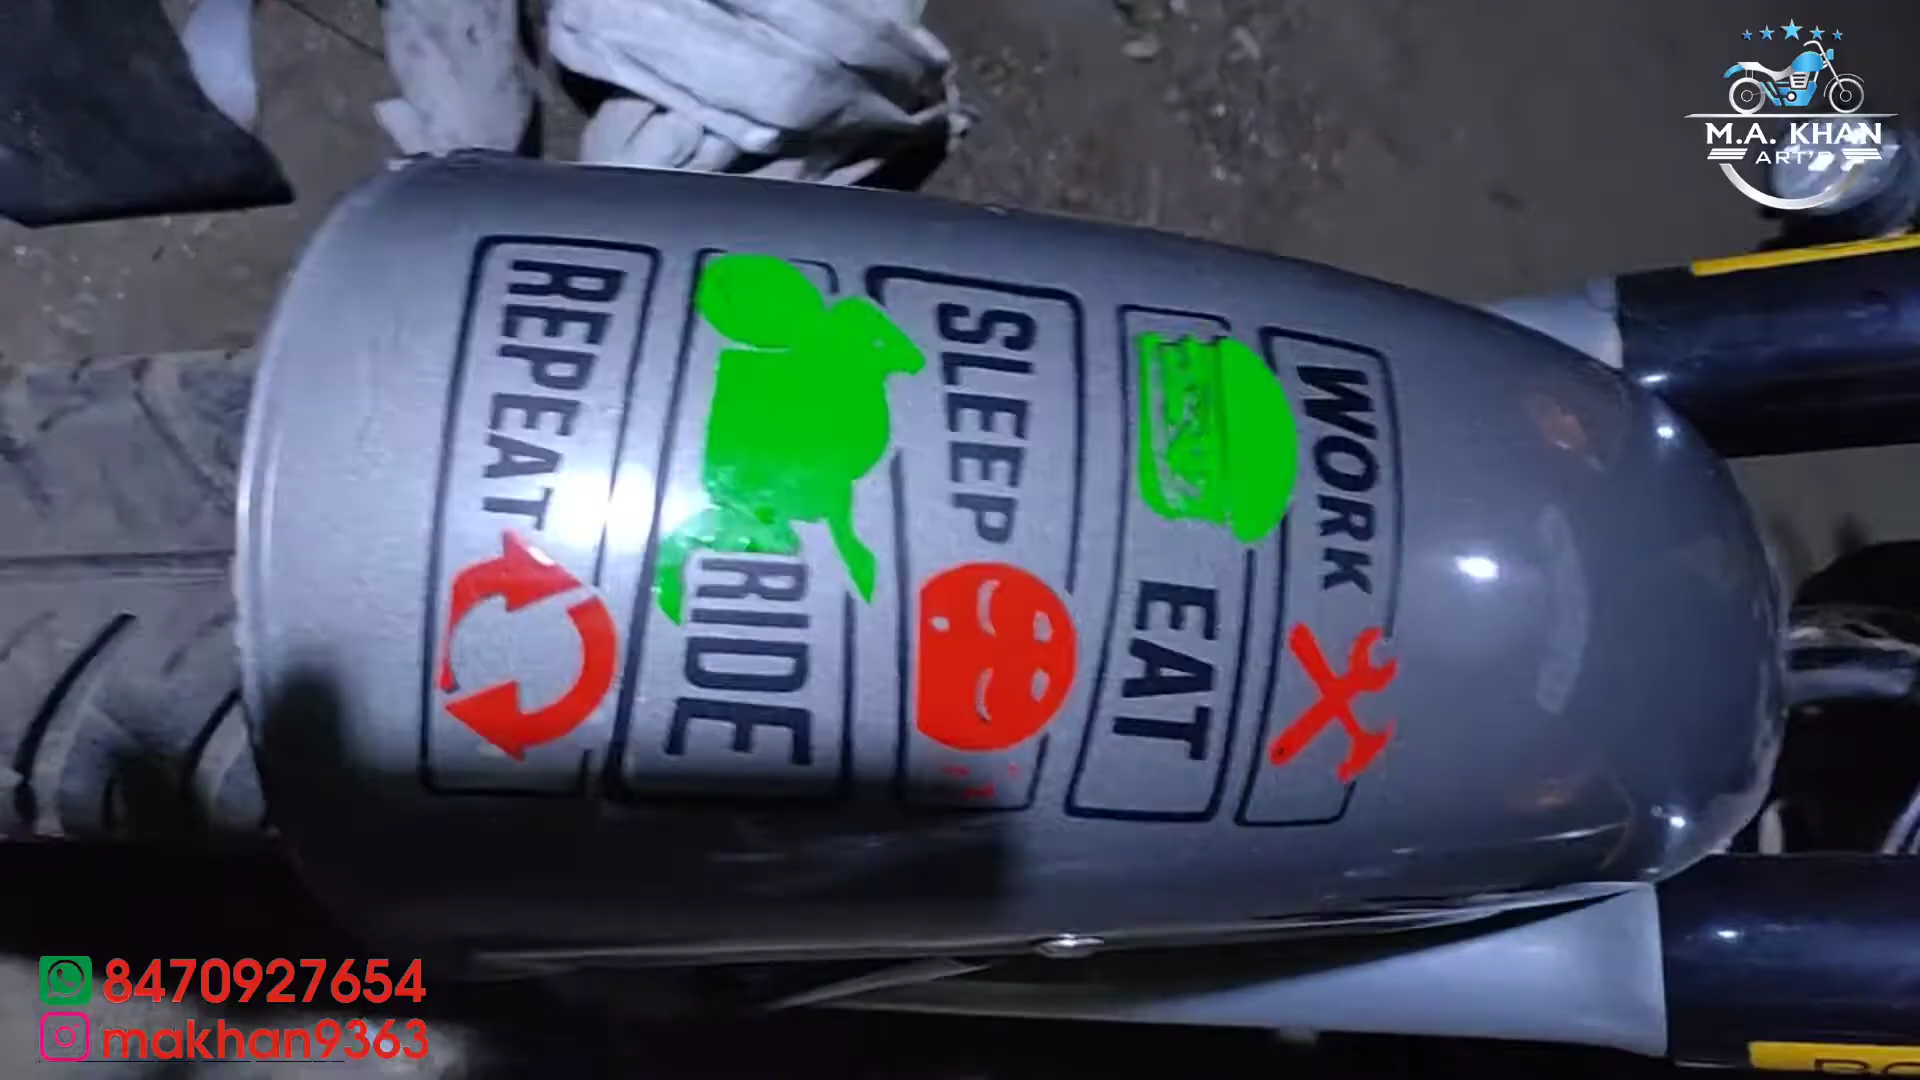 M.A. KHAN
ART'S
WORK
EAT
SLEEP
RIDE
REPEAT
8470927654
makhan9363